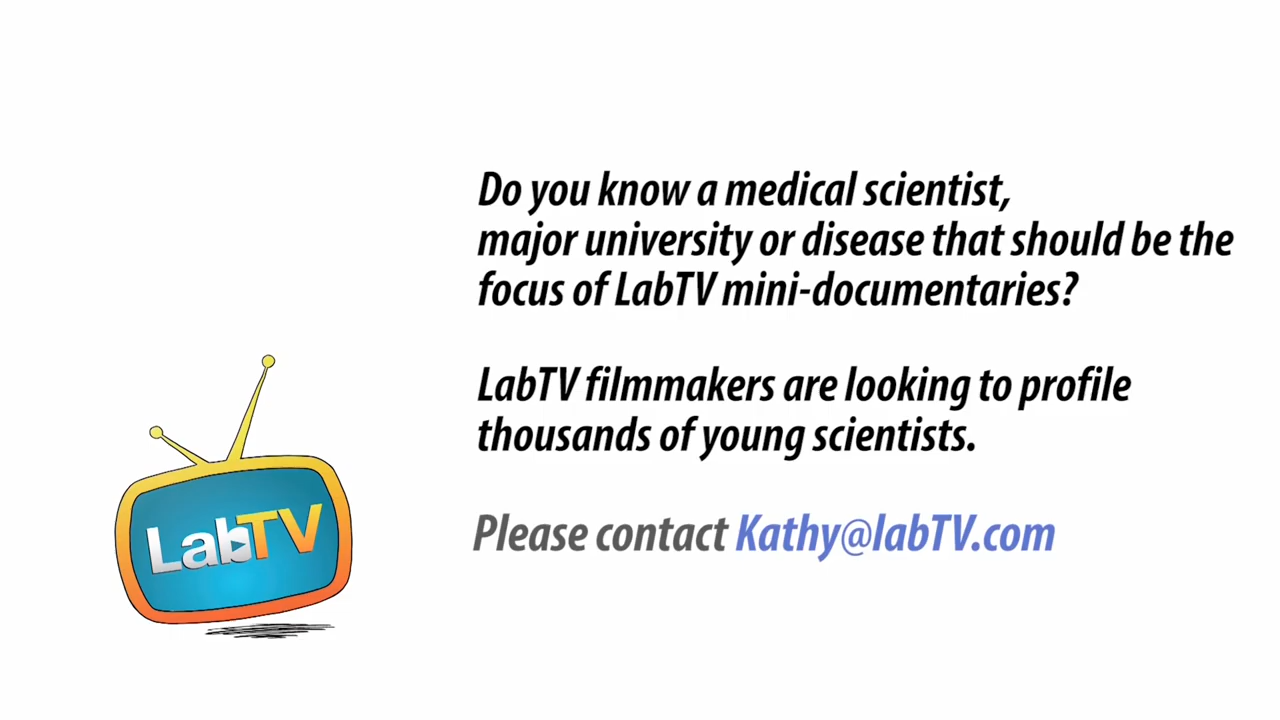 Do you know a medical scientist,
major university or disease that should be the
focus of LabTV mini-documentaries?
LabTV filmmakers are looking to profile
thousands of young scientists.
LabTV
Please contact Kathy@labTV.com